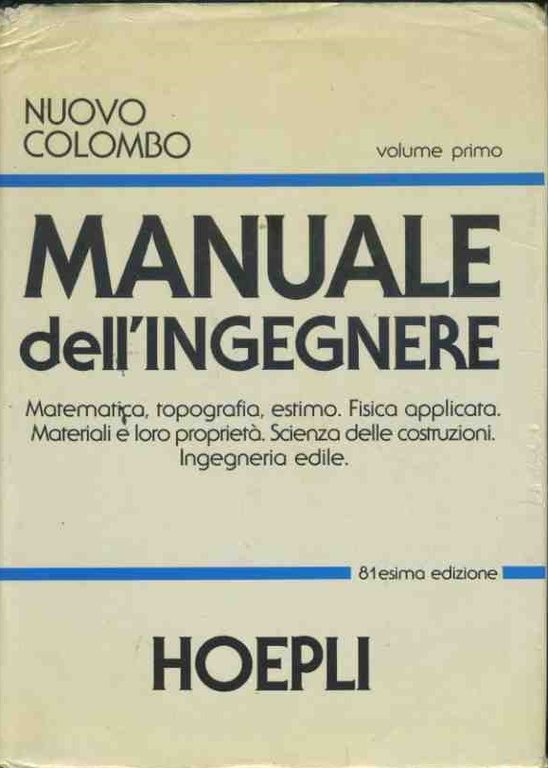 NUOVO
COLOMBO
volume primo
MANUALE
dell'INGEGNERE
Matematica, topografia, estimo. Fisica applicata.
Materiali e loro proprietà. Scienza delle costruzioni.
Ingegneria edile.
81esima edizione
HOEPLI